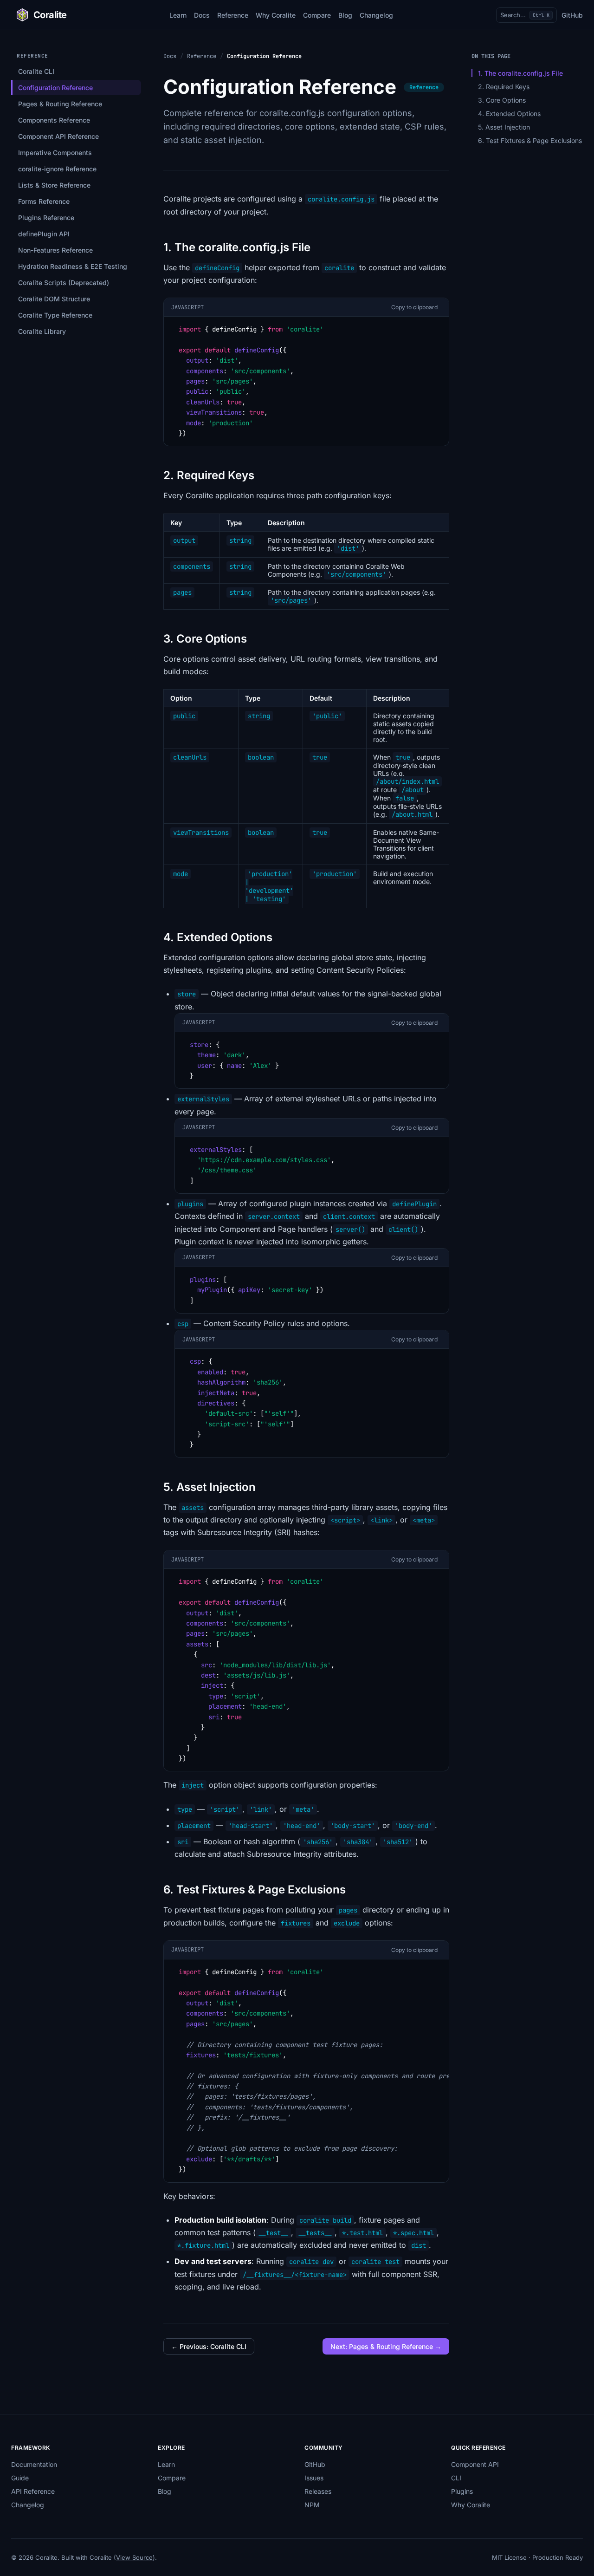 Coralite
Learn Docs Reference Why Coralite Compare Blog Changelog
Search... Ctrl K GitHub
REFERENCE
Coralite CLI
Configuration Reference
Pages & Routing Reference
Components Reference
Component API Reference
Imperative Components
coralite-ignore Reference
Lists & Store Reference
Forms Reference
Plugins Reference
definePlugin API
Non-Features Reference
Hydration Readiness & E2E Testing
Coralite Scripts (Deprecated)
Coralite DOM Structure
Coralite Type Reference
Coralite Library
Docs / Reference / Configuration Reference
Configuration Reference Reference
Complete reference for coralite.config.js configuration options,
including required directories, core options, extended state, CSP rules,
and static asset injection.
ON THIS PAGE
1. The coralite.config.js File
2. Required Keys
3. Core Options
4. Extended Options
5. Asset Injection
6. Test Fixtures & Page Exclusions
Coralite projects are configured using a coralite.config.js file placed at the
root directory of your project.
1. The coralite.config.js File
Use the defineConfig helper exported from coralite to construct and validate
your project configuration:
JAVASCRIPT Copy to clipboard
import { defineConfig } from 'coralite'
export default defineConfig({
output: 'dist',
components: 'src/components',
pages: 'src/pages',
public: 'public',
cleanUrls: true,
viewTransitions: true,
mode: 'production'
})
2. Required Keys
Every Coralite application requires three path configuration keys:
Key Type Description
output string Path to the destination directory where compiled static
files are emitted (e.g. 'dist' ).
components string Path to the directory containing Coralite Web
Components (e.g. 'src/components' ).
pages string Path to the directory containing application pages (e.g.
'src/pages' ).
3. Core Options
Core options control asset delivery, URL routing formats, view transitions, and
build modes:
Option Type Default Description
public string 'public' Directory containing
static assets copied
directly to the build
root.
cleanUrls boolean true When true , outputs
directory-style clean
URLs (e.g.
/about/index.html
at route /about ).
When false ,
outputs file-style URLs
(e.g. /about.html ).
viewTransitions boolean true Enables native Same-
Document View
Transitions for client
navigation.
mode 'production' 'production' Build and execution
| environment mode.
'development'
| 'testing'
4. Extended Options
Extended configuration options allow declaring global store state, injecting
stylesheets, registering plugins, and setting Content Security Policies:
• store — Object declaring initial default values for the signal-backed global
store.
JAVASCRIPT Copy to clipboard
store: {
theme: 'dark',
user: { name: 'Alex' }
}
• externalStyles — Array of external stylesheet URLs or paths injected into
every page.
JAVASCRIPT Copy to clipboard
externalStyles: [
'https://cdn.example.com/styles.css',
'/css/theme.css'
]
• plugins — Array of configured plugin instances created via definePlugin .
Contexts defined in server.context and client.context are automatically
injected into Component and Page handlers ( server() and client() ).
Plugin context is never injected into isomorphic getters.
JAVASCRIPT Copy to clipboard
plugins: [
myPlugin({ apiKey: 'secret-key' })
]
• csp — Content Security Policy rules and options.
JAVASCRIPT Copy to clipboard
csp: {
enabled: true,
hashAlgorithm: 'sha256',
injectMeta: true,
directives: {
'default-src': ["'self'"],
'script-src': ["'self'"]
}
}
5. Asset Injection
The assets configuration array manages third-party library assets, copying files
to the output directory and optionally injecting <script> , <link> , or <meta>
tags with Subresource Integrity (SRI) hashes:
JAVASCRIPT Copy to clipboard
import { defineConfig } from 'coralite'
export default defineConfig({
output: 'dist',
components: 'src/components',
pages: 'src/pages',
assets: [
{
src: 'node_modules/lib/dist/lib.js',
dest: 'assets/js/lib.js',
inject: {
type: 'script',
placement: 'head-end',
sri: true
}
}
]
})
The inject option object supports configuration properties:
• type — 'script' , 'link' , or 'meta' .
• placement — 'head-start' , 'head-end' , 'body-start' , or 'body-end' .
• sri — Boolean or hash algorithm ( 'sha256' , 'sha384' , 'sha512' ) to
calculate and attach Subresource Integrity attributes.
6. Test Fixtures & Page Exclusions
To prevent test fixture pages from polluting your pages directory or ending up in
production builds, configure the fixtures and exclude options:
JAVASCRIPT Copy to clipboard
import { defineConfig } from 'coralite'
export default defineConfig({
output: 'dist',
components: 'src/components',
pages: 'src/pages',
// Directory containing component test fixture pages:
fixtures: 'tests/fixtures',
// Or advanced configuration with fixture-only components and route pre
// fixtures: {
// pages: 'tests/fixtures/pages',
// components: 'tests/fixtures/components',
// prefix: '/__fixtures__'
// },
// Optional glob patterns to exclude from page discovery:
exclude: ['**/drafts/**']
})
Key behaviors:
• Production build isolation: During coralite build , fixture pages and
common test patterns ( __test__ , __tests__ , *.test.html , *.spec.html ,
*.fixture.html ) are automatically excluded and never emitted to dist .
• Dev and test servers: Running coralite dev or coralite test mounts your
test fixtures under /__fixtures__/<fixture-name> with full component SSR,
scoping, and live reload.
← Previous: Coralite CLI Next: Pages & Routing Reference →
FRAMEWORK
Documentation
Guide
API Reference
Changelog
EXPLORE
Learn
Compare
Blog
COMMUNITY
GitHub
Issues
Releases
NPM
QUICK REFERENCE
Component API
CLI
Plugins
Why Coralite
© 2026 Coralite. Built with Coralite (View Source). MIT License · Production Ready